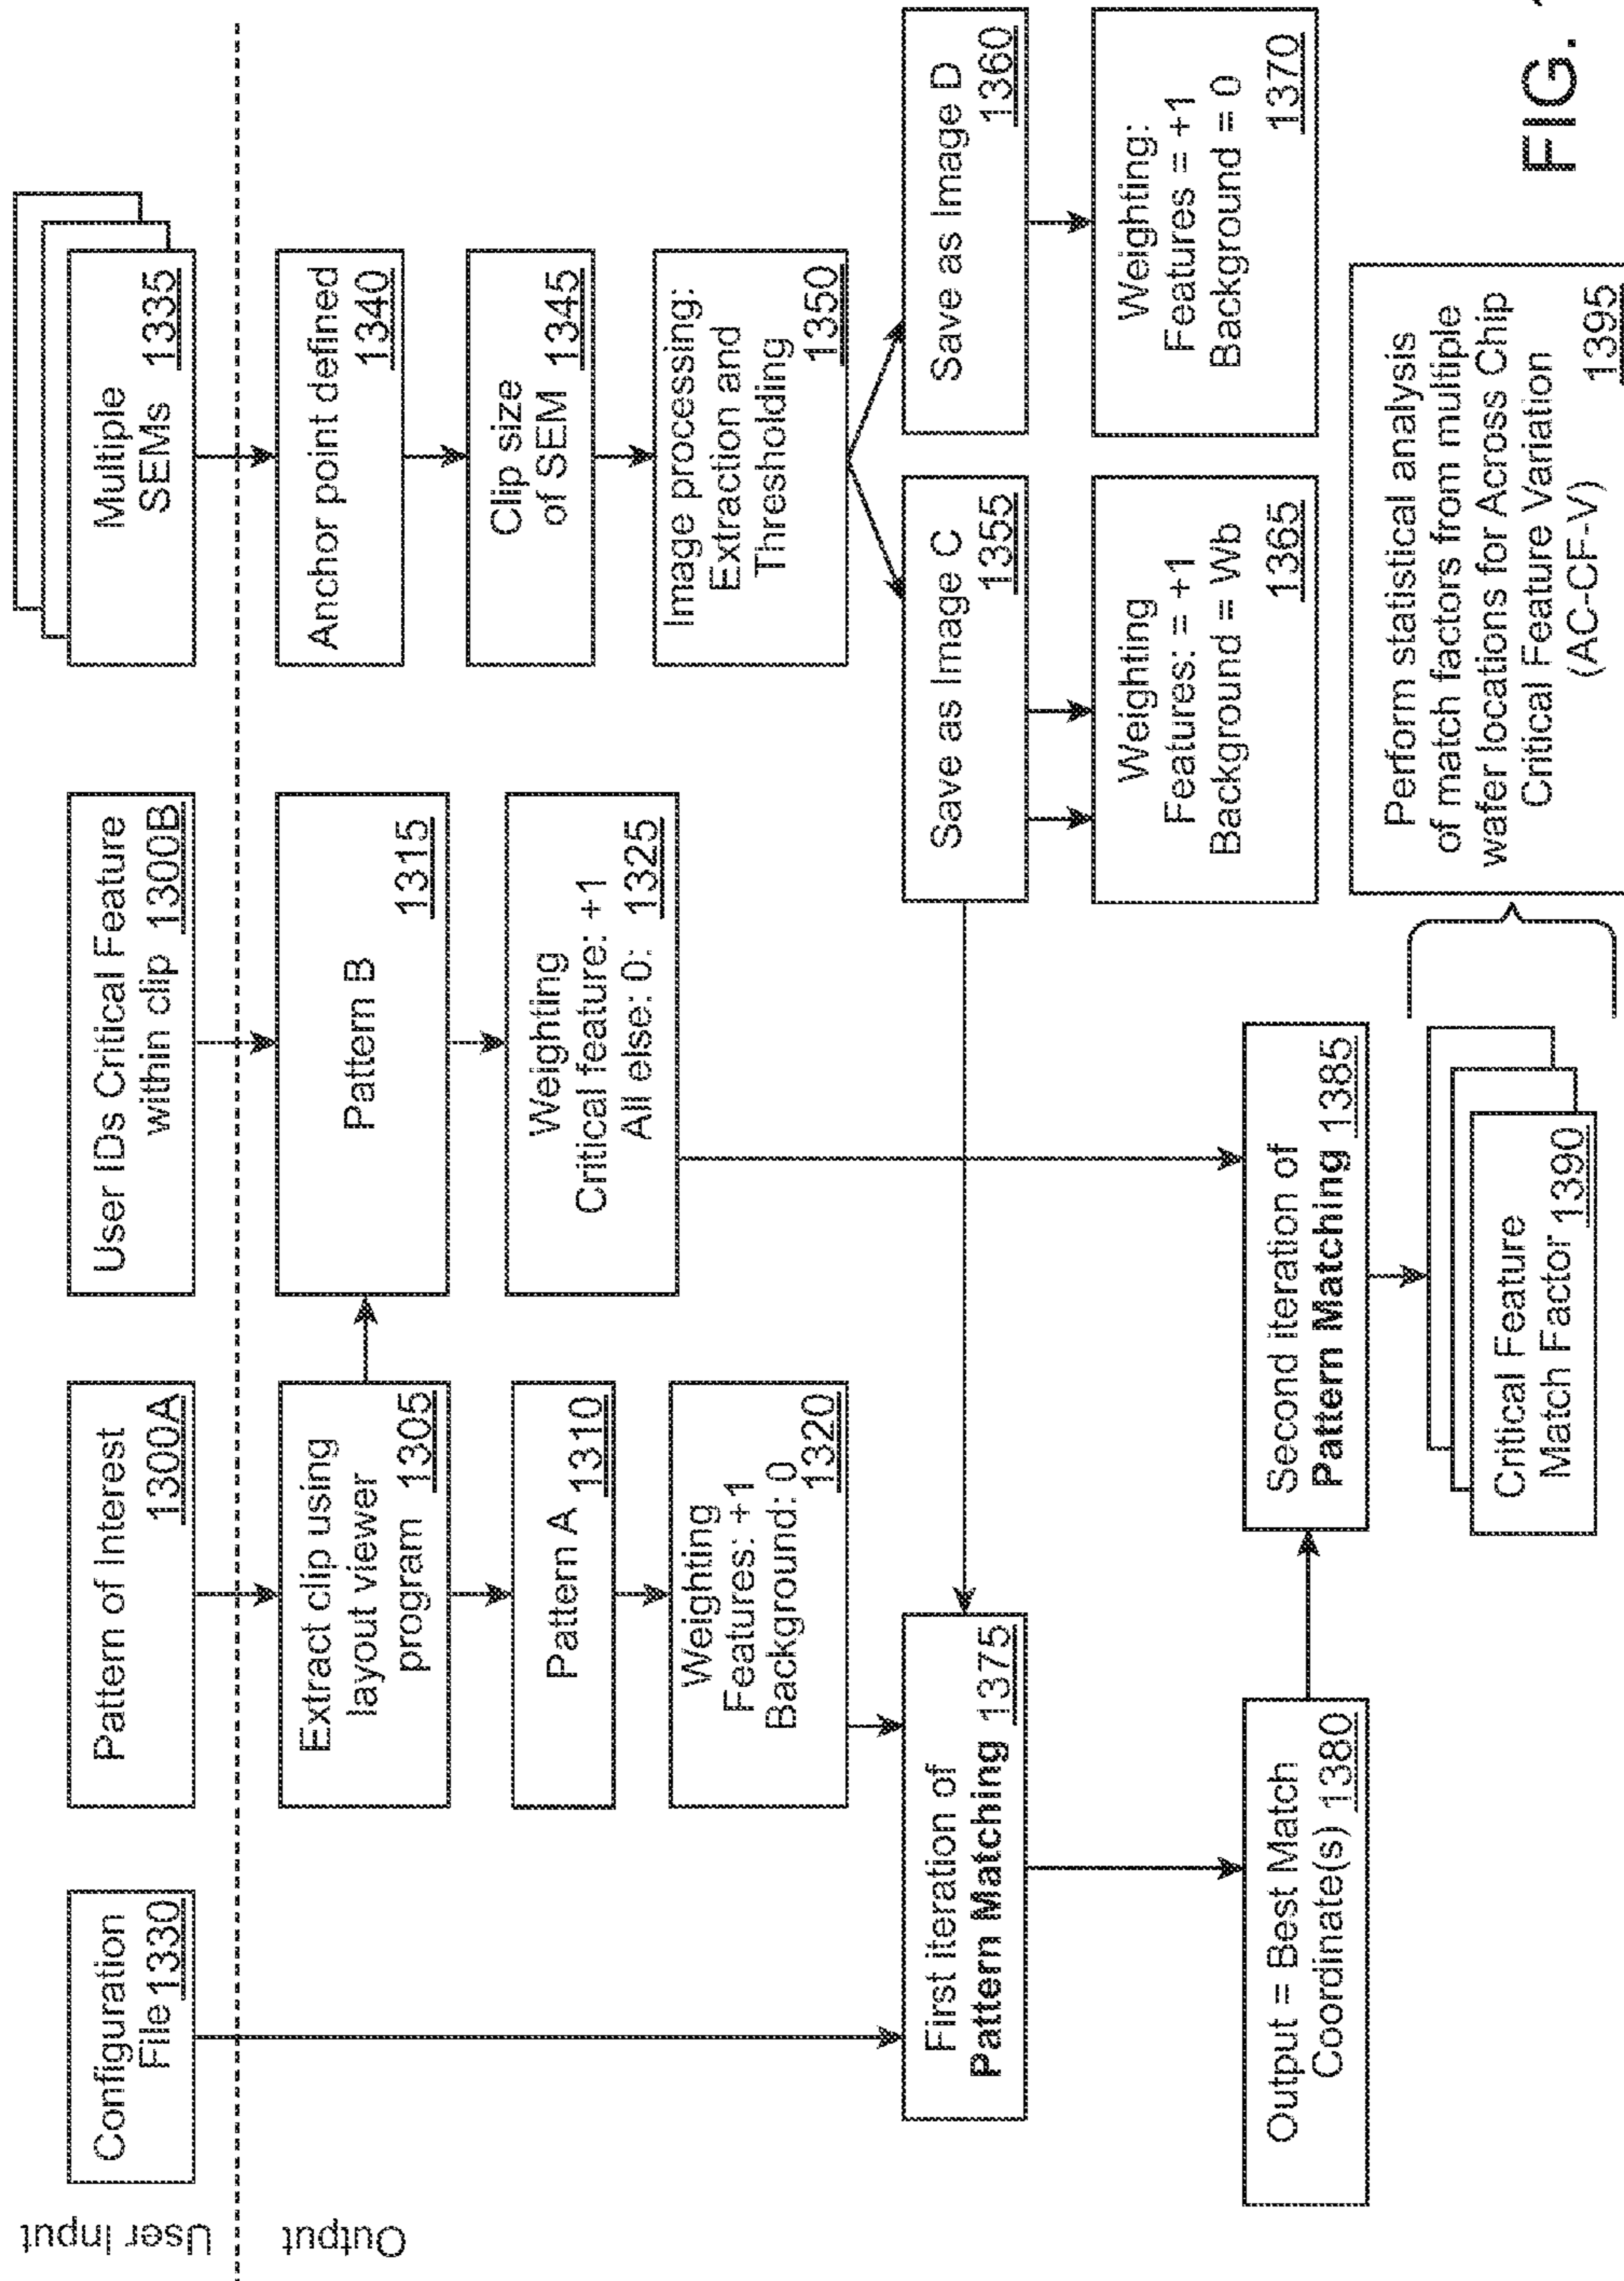 User Input
Output
Configuration
File 1330
Pattern of Interest
1300A
User IDs Critical Feature
within clip 1300B
Multiple
SEMs 1335
Extract clip using
layout viewer
program 1305
Pattern B
1315
Anchor point defined
1340
Pattern A 1310
Weighting
Critical feature: +1
All else: 0: 1325
Clip size
of SEM 1345
Weighting
Features: +1
Background: 0
1320
Image processing:
Extraction and
Thresholding
1350
First iteration of
Pattern Matching 1375
Save as Image C
1355
Save as Image D
1360
Weighting
Features: = +1
Background = Wb
1365
Weighting:
Features = +1
Background = 0
1370
Output = Best Match
Coordinate(s) 1380
Second iteration of
Pattern Matching 1385
Critical Feature
Match Factor 1390
Perform statistical analysis
of match factors from multiple
wafer locations for Across Chip
Critical Feature Variation
(AC-CF-V)
1395
FIG.